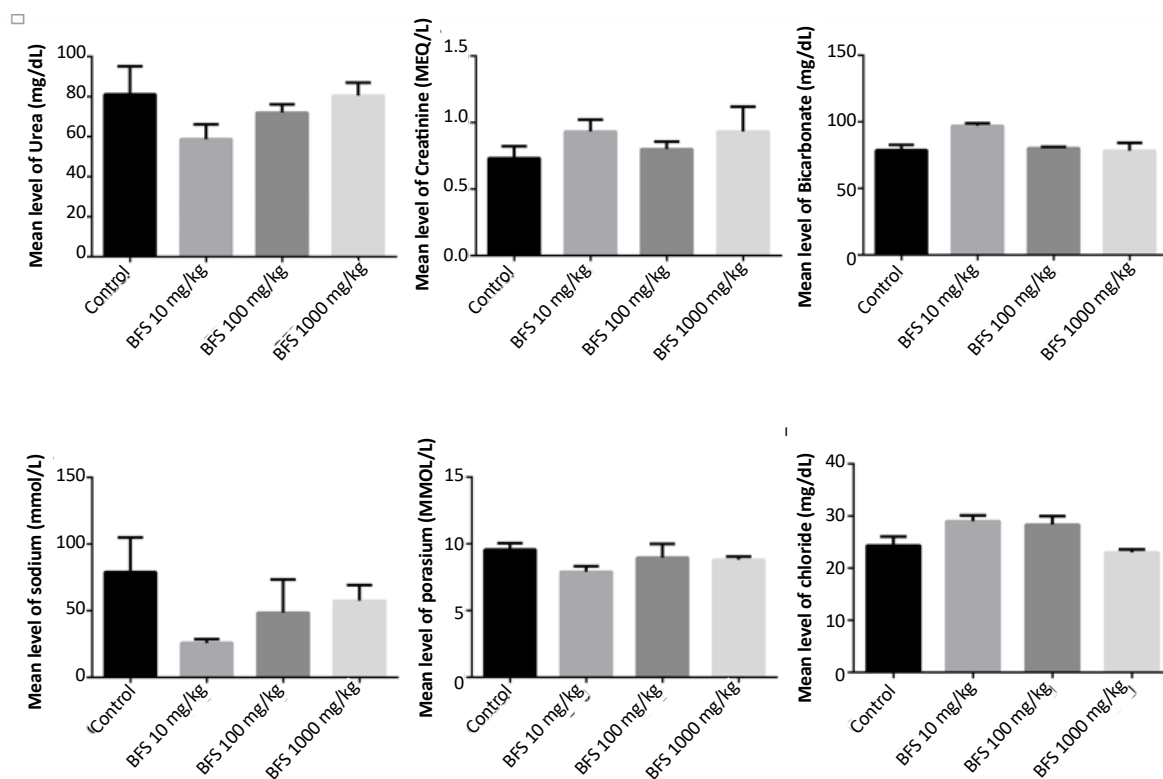 Mean level of Urea (mg/dL)
100
80
60
40
20
0
Control
BFS 10 mg/kg
BFS 100 mg/kg
BFS 1000 mg/kg
Mean level of Creatinine (MEQ/L)
1.5
1.0
0.5
0.0
Control
BFS 10 mg/kg
BFS 100 mg/kg
BFS 1000 mg/kg
Mean level of Bicarbonate (mg/dL)
150
100
50
0
Control
BFS 10 mg/kg
BFS 100 mg/kg
BFS 1000 mg/kg
Mean level of sodium (mmol/L)
150
100
50
0
Control
BFS 10 mg/kg
BFS 100 mg/kg
BFS 1000 mg/kg
Mean level of porasium (MMOL/L)
15
10
5
0
Control
BFS 10 mg/kg
BFS 100 mg/kg
BFS 1000 mg/kg
Mean level of chloride (mg/dL)
40
30
20
10
0
Control
BFS 10 mg/kg
BFS 100 mg/kg
BFS 1000 mg/kg